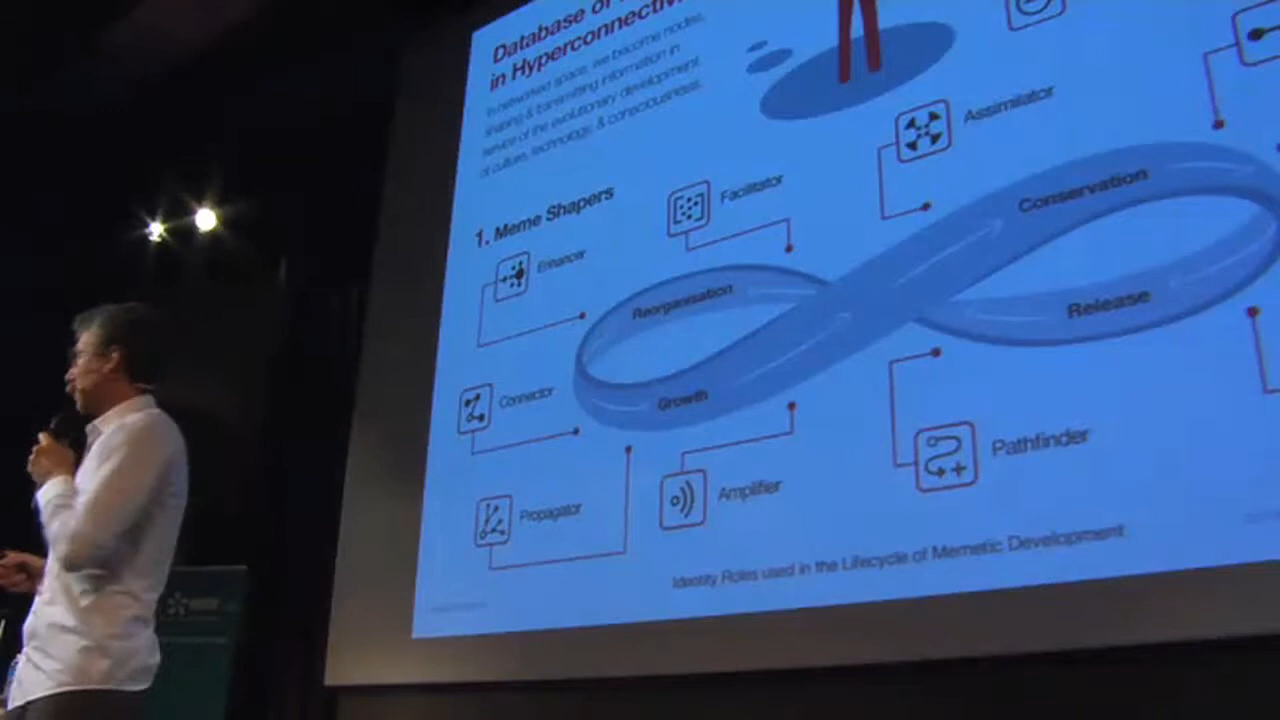 Database of
in Hyperconnectiv
In networked space, we become nodes,
shaping & transmitting information in
service of the evolutionary development
of culture, technology, & consciousness.
1. Meme Shapers
Enhancer
Facilitator
Assimilator
Conservation
Reorganisation
Release
Growth
Connector
Propagator
Amplifier
Pathfinder
Identity Roles used in the Lifecycle of Memetic Development